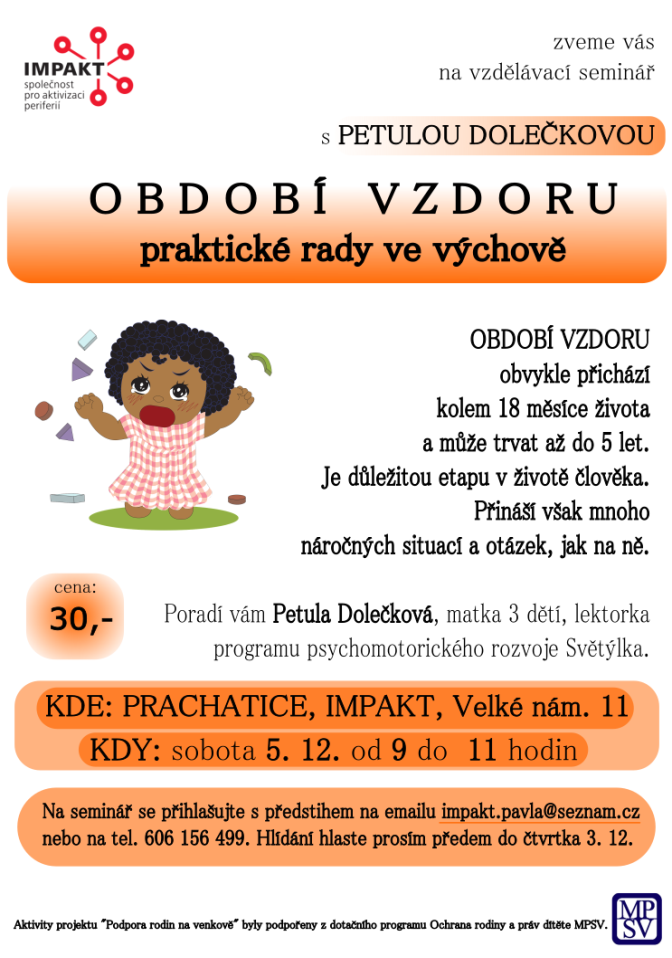 IMPAKT
společnost
pro aktivizaci
periferií
zveme vás
na vzdělávací seminář
s PETULOU DOLEČKOVOU
OBDOBÍ VZDORU
praktické rady ve výchově
OBDOBÍ VZDORU
obvykle přichází
kolem 18 měsíce života
a může trvat až do 5 let.
Je důležitou etapu v životě člověka.
Přináší však mnoho
náročných situací a otázek, jak na ně.
cena:
30,-
Poradí vám Petula Dolečková, matka 3 dětí, lektorka
programu psychomotorického rozvoje Světýlka.
KDE: PRACHATICE, IMPAKT, Velké nám. 11
KDY: sobota 5. 12. od 9 do 11 hodin
Na seminář se přihlašujte s předstihem na emailu impakt.pavla@seznam.cz
nebo na tel. 606 156 499. Hlídání hlaste prosím předem do čtvrtka 3. 12.
Aktivity projektu "Podpora rodin na venkově" byly podpořeny z dotačního programu Ochrana rodiny a práv dítěte MPSV.
MP
SV